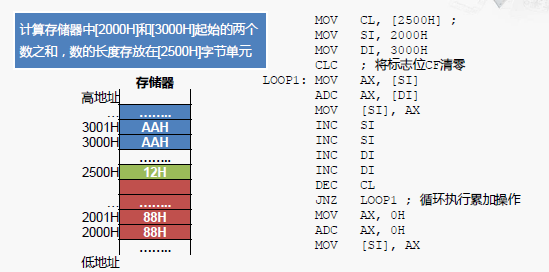 计算存储器中[2000H]和[3000H]起始的两个
数之和，数的长度存放在[2500H]字节单元
存储器
高地址
... ........
3001H AAH
3000H AAH
........
2500H 12H
... ........
2001H 88H
2000H 88H
........
低地址
MOV CL, [2500H] ;
MOV SI, 2000H
MOV DI, 3000H
CLC ; 将标志位CF清零
LOOP1: MOV AX, [SI]
ADC AX, [DI]
MOV [SI], AX
INC SI
INC SI
INC DI
INC DI
DEC CL
JNZ LOOP1 ; 循环执行累加操作
MOV AX, 0H
ADC AX, 0H
MOV [SI], AX